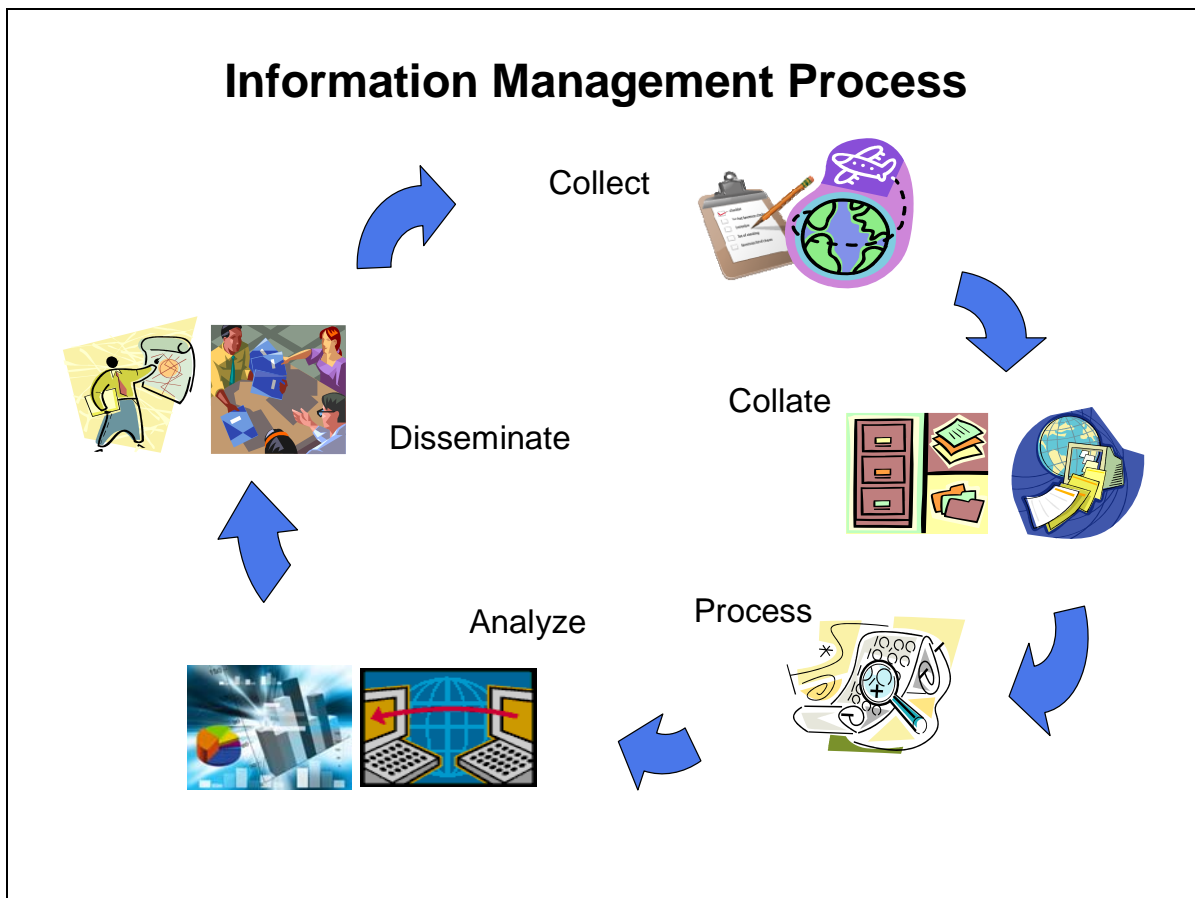 Information Management Process
Collect
Collate
Disseminate
Process
Analyze